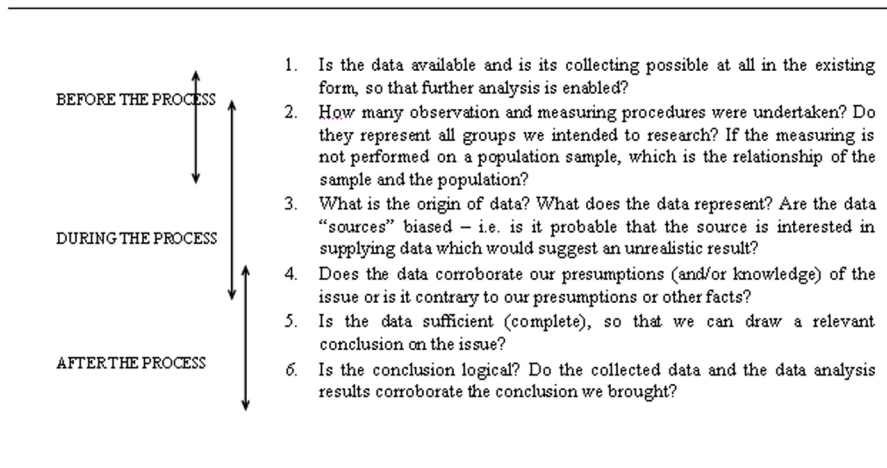 BEFORE THE PROCESS
DURING THE PROCESS
AFTER THE PROCESS
1. Is the data available and is its collecting possible at all in the existing
form, so that further analysis is enabled?
2. How many observation and measuring procedures were undertaken? Do
they represent all groups we intended to research? If the measuring is
not performed on a population sample, which is the relationship of the
sample and the population?
3. What is the origin of data? What does the data represent? Are the data
“sources” biased – i.e. is it probable that the source is interested in
supplying data which would suggest an unrealistic result?
4. Does the data corroborate our presumptions (and/or knowledge) of the
issue or is it contrary to our presumptions or other facts?
5. Is the data sufficient (complete), so that we can draw a relevant
conclusion on the issue?
6. Is the conclusion logical? Do the collected data and the data analysis
results corroborate the conclusion we brought?